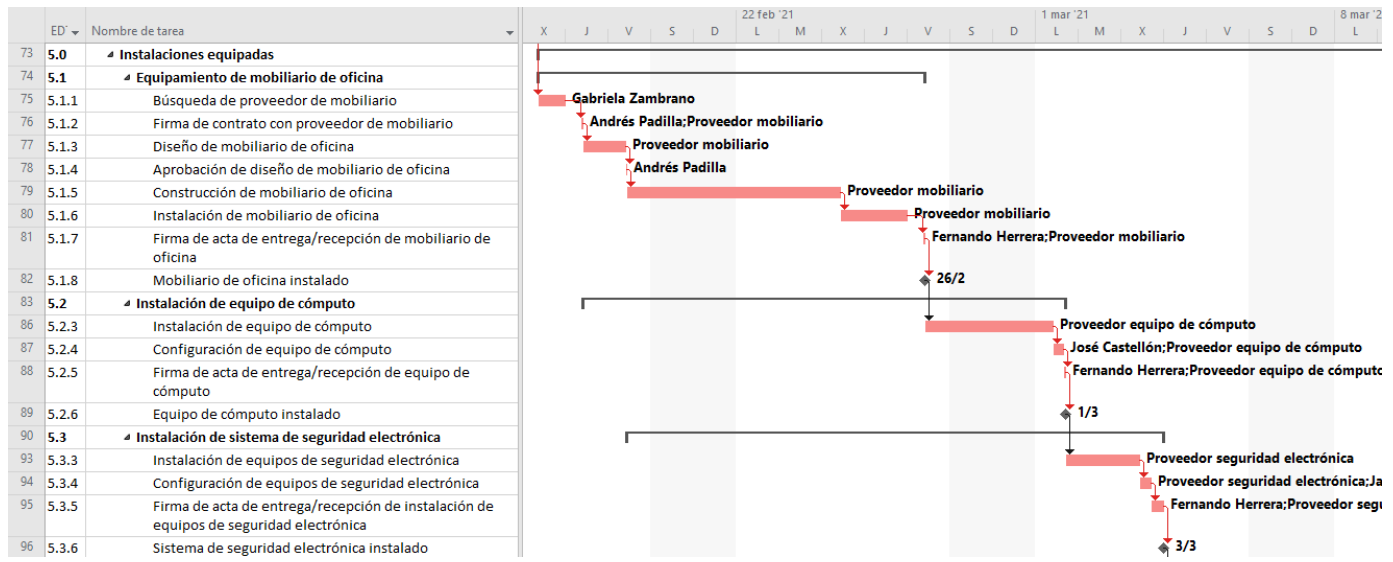 22 feb '21 1 mar '21 8 mar '2
ED' Nombre de tarea X J V S D L M X J V S D L M X J V S D L
73 5.0 Instalaciones equipadas
74 5.1 Equipamiento de mobiliario de oficina
75 5.1.1 Búsqueda de proveedor de mobiliario Gabriela Zambrano
76 5.1.2 Firma de contrato con proveedor de mobiliario Andrés Padilla;Proveedor mobiliario
77 5.1.3 Diseño de mobiliario de oficina Proveedor mobiliario
78 5.1.4 Aprobación de diseño de mobiliario de oficina Andrés Padilla
79 5.1.5 Construcción de mobiliario de oficina Proveedor mobiliario
80 5.1.6 Instalación de mobiliario de oficina Proveedor mobiliario
81 5.1.7 Firma de acta de entrega/recepción de mobiliario de Fernando Herrera;Proveedor mobiliario
oficina
82 5.1.8 Mobiliario de oficina instalado 26/2
83 5.2 Instalación de equipo de cómputo
86 5.2.3 Instalación de equipo de cómputo Proveedor equipo de cómputo
87 5.2.4 Configuración de equipo de cómputo José Castellón;Proveedor equipo de cómputo
88 5.2.5 Firma de acta de entrega/recepción de equipo de Fernando Herrera;Proveedor equipo de cómputo
cómputo
89 5.2.6 Equipo de cómputo instalado 1/3
90 5.3 Instalación de sistema de seguridad electrónica
93 5.3.3 Instalación de equipos de seguridad electrónica Proveedor seguridad electrónica
94 5.3.4 Configuración de equipos de seguridad electrónica Proveedor seguridad electrónica;Ja
95 5.3.5 Firma de acta de entrega/recepción de instalación de Fernando Herrera;Proveedor segu
equipos de seguridad electrónica
96 5.3.6 Sistema de seguridad electrónica instalado 3/3